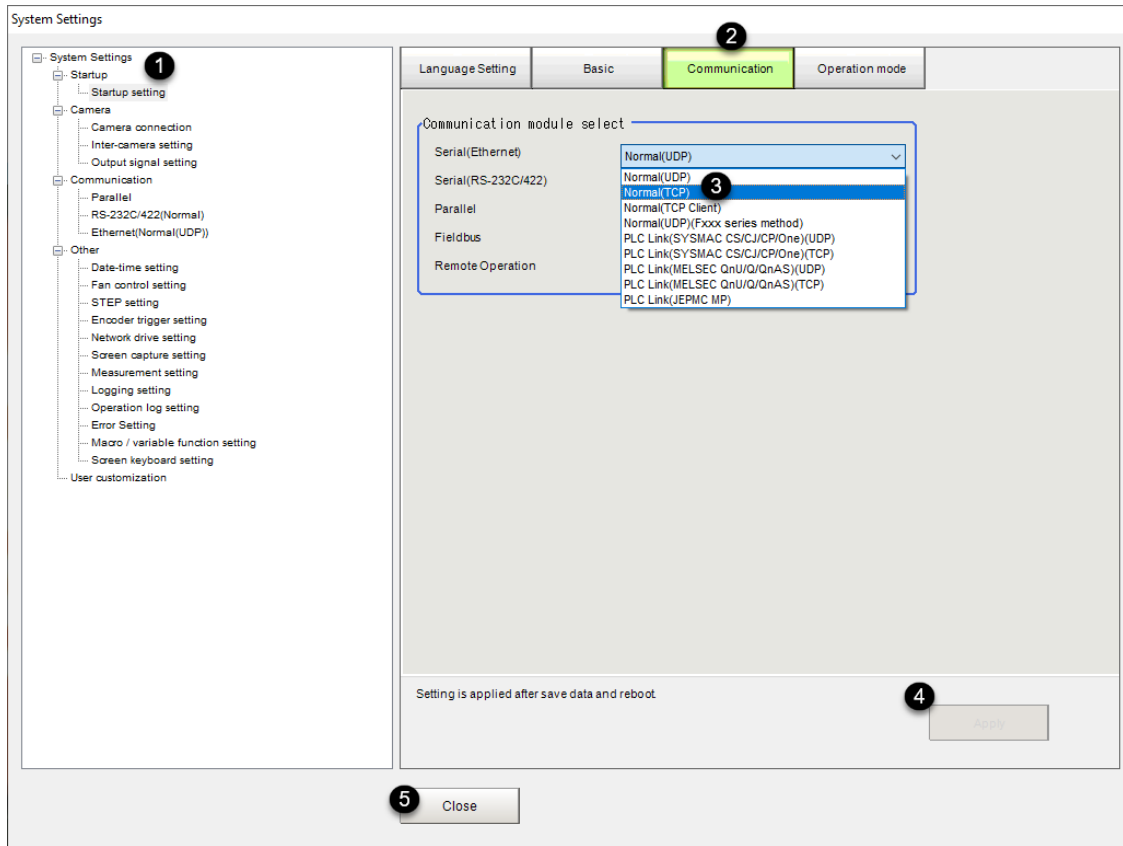 System Settings
System Settings
1
Startup
Startup setting
Camera
Camera connection
Inter-camera setting
Output signal setting
Communication
Parallel
RS-232C/422(Normal)
Ethernet(Normal(UDP))
Other
Date-time setting
Fan control setting
STEP setting
Encoder trigger setting
Network drive setting
Screen capture setting
Measurement setting
Logging setting
Operation log setting
Error Setting
Macro / variable function setting
Screen keyboard setting
User customization
2
Language Setting Basic Communication Operation mode
Communication module select
Serial(Ethernet) Normal(UDP)
Serial(RS-232C/422)
Parallel
Fieldbus
Remote Operation
Normal(UDP)
Normal(TCP) 3
Normal(TCP Client)
Normal(UDP)(Fxxx series method)
PLC Link(SYSMAC CS/CJ/CP/One)(UDP)
PLC Link(SYSMAC CS/CJ/CP/One)(TCP)
PLC Link(MELSEC QnU/Q/QnAS)(UDP)
PLC Link(MELSEC QnU/Q/QnAS)(TCP)
PLC Link(JEPMC MP)
Setting is applied after save data and reboot.
4
Apply
5 Close